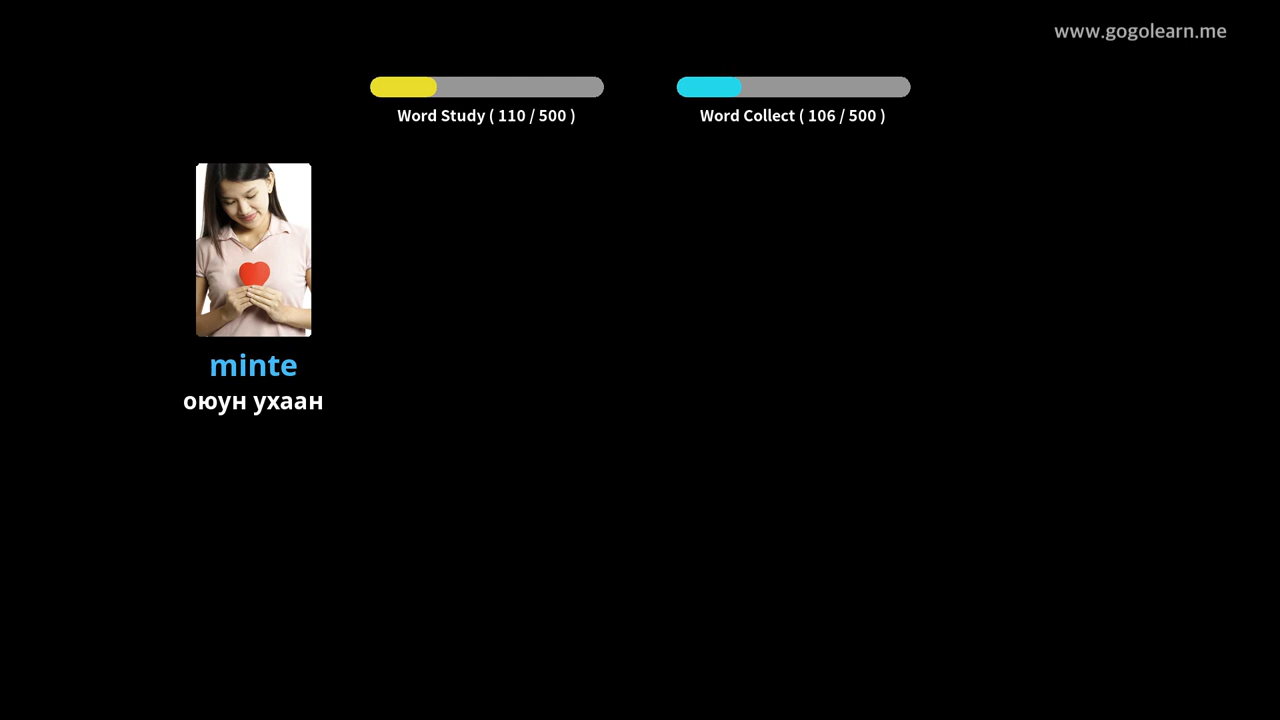 www.gogolearn.me
Word Study ( 110 / 500 )
Word Collect ( 106 / 500 )
minte
оюун ухаан